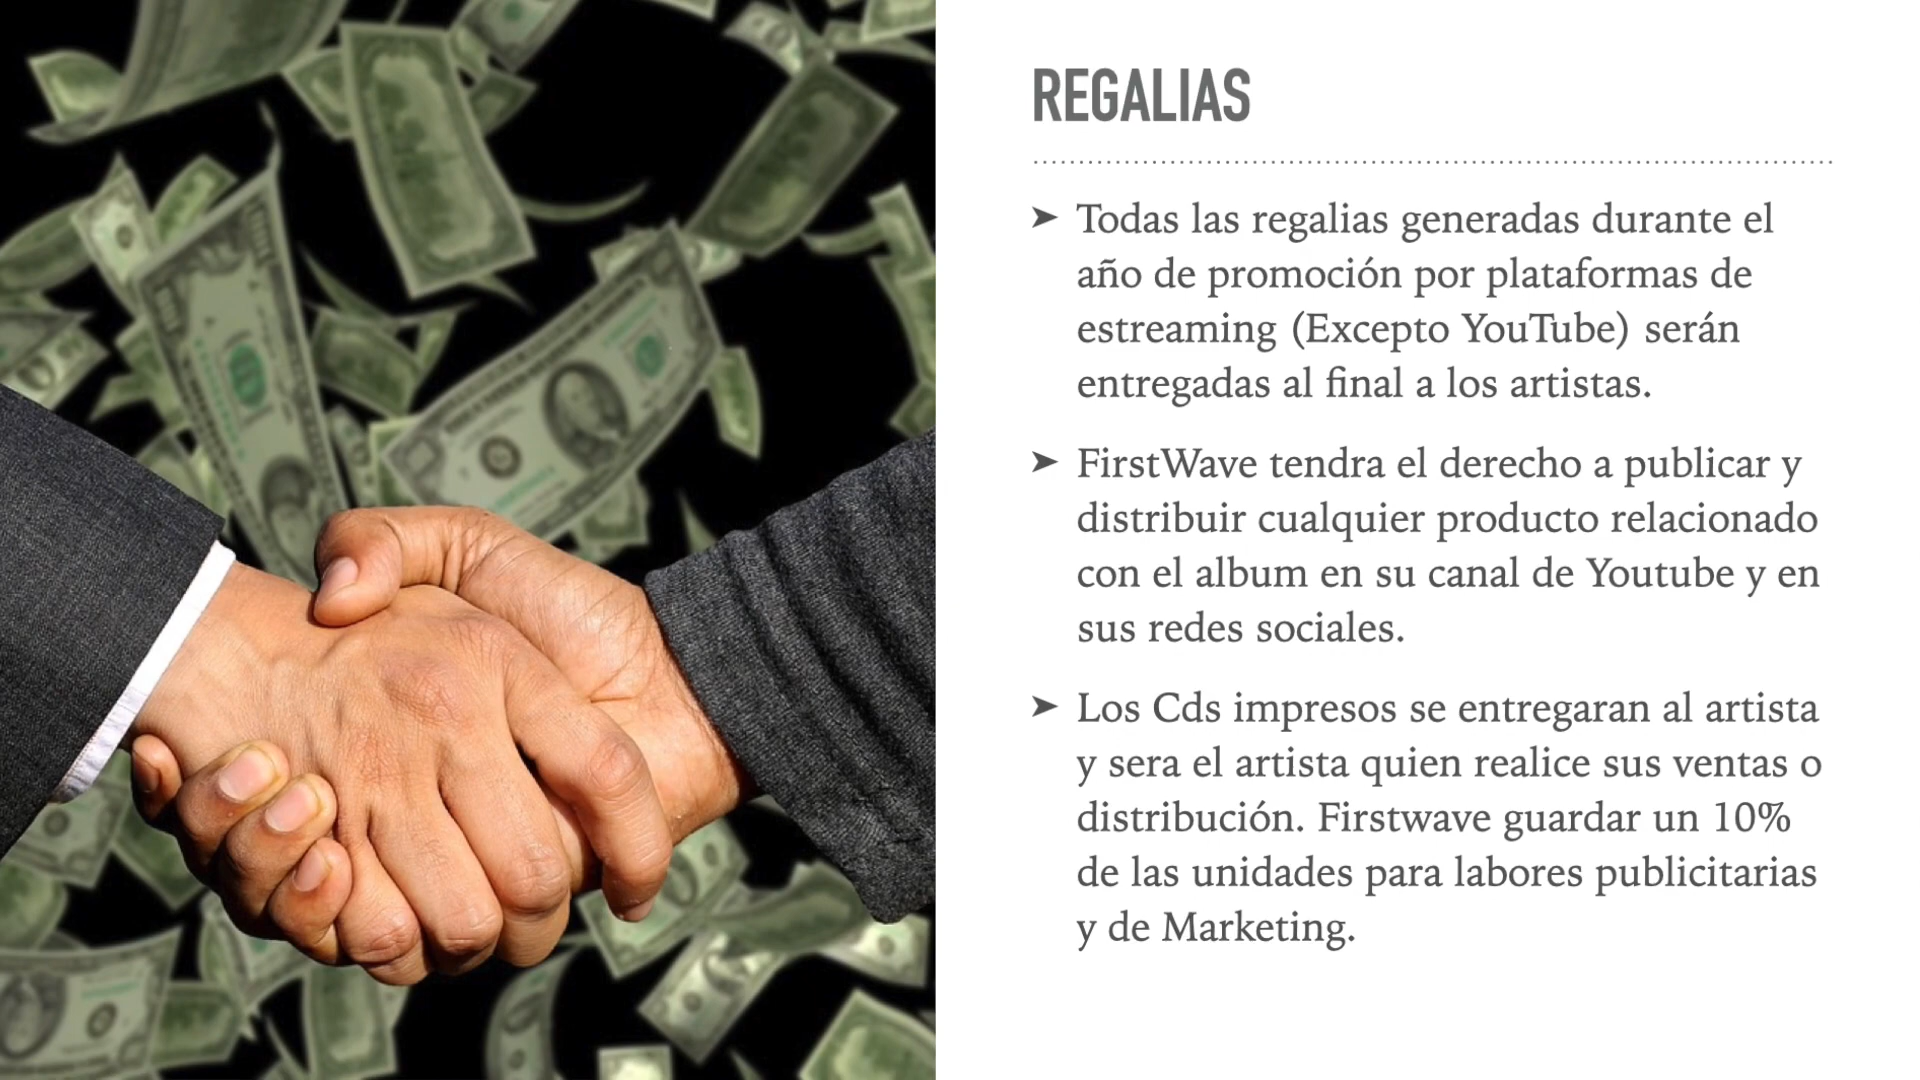 REGALIAS
➤ Todas las regalias generadas durante el
año de promoción por plataformas de
estreaming (Excepto YouTube) serán
entregadas al final a los artistas.
➤ FirstWave tendra el derecho a publicar y
distribuir cualquier producto relacionado
con el album en su canal de Youtube y en
sus redes sociales.
➤ Los Cds impresos se entregaran al artista
y sera el artista quien realice sus ventas o
distribución. Firstwave guardar un 10%
de las unidades para labores publicitarias
y de Marketing.